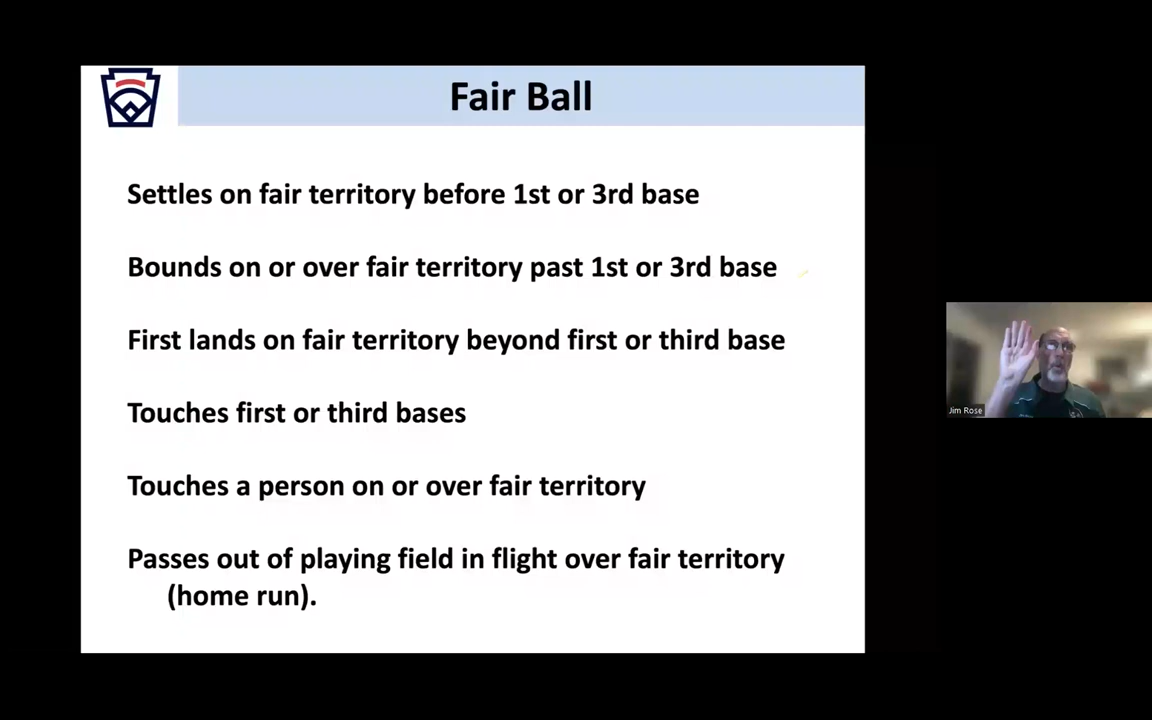 Fair Ball
Settles on fair territory before 1st or 3rd base
Bounds on or over fair territory past 1st or 3rd base
First lands on fair territory beyond first or third base
Touches first or third bases
Touches a person on or over fair territory
Passes out of playing field in flight over fair territory
(home run).
Jim Rose